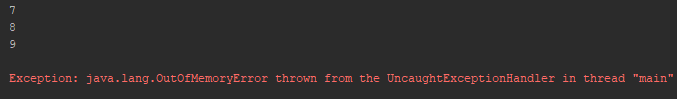 7
8
9
Exception: java.lang.OutOfMemoryError thrown from the UncaughtExceptionHandler in thread "main"